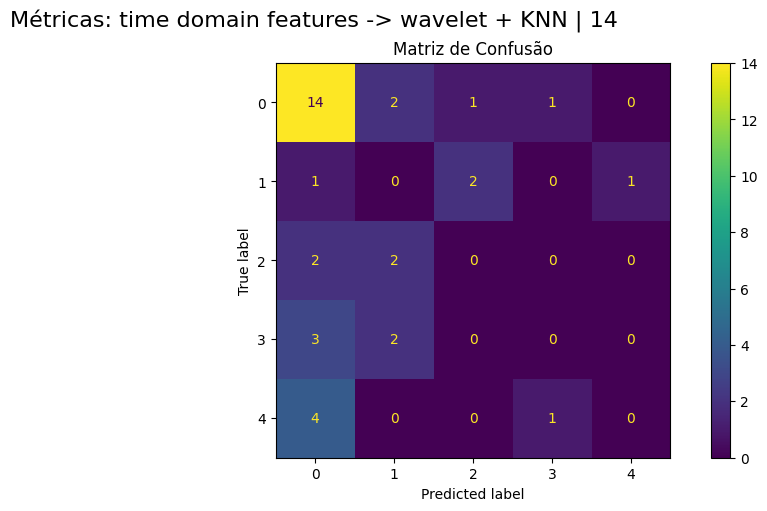 Métricas: time domain features -> wavelet + KNN | 14
Matriz de Confusão
True label
0 14 2 1 1 0
1 1 0 2 0 1
2 2 2 0 0 0
3 3 2 0 0 0
4 4 0 0 1 0
0 1 2 3 4
Predicted label
14
12
10
8
6
4
2
0